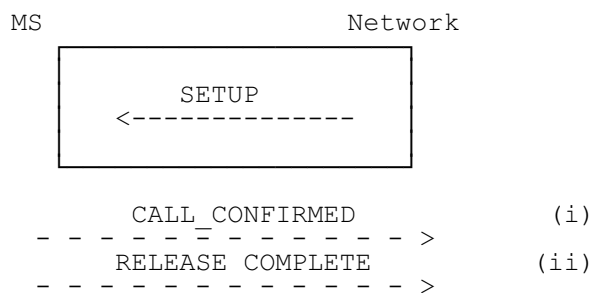 MS Network
SETUP
<--------------
CALL_CONFIRMED (i)
- - - - - - - - - - - - >
RELEASE COMPLETE (ii)
- - - - - - - - - - - - >